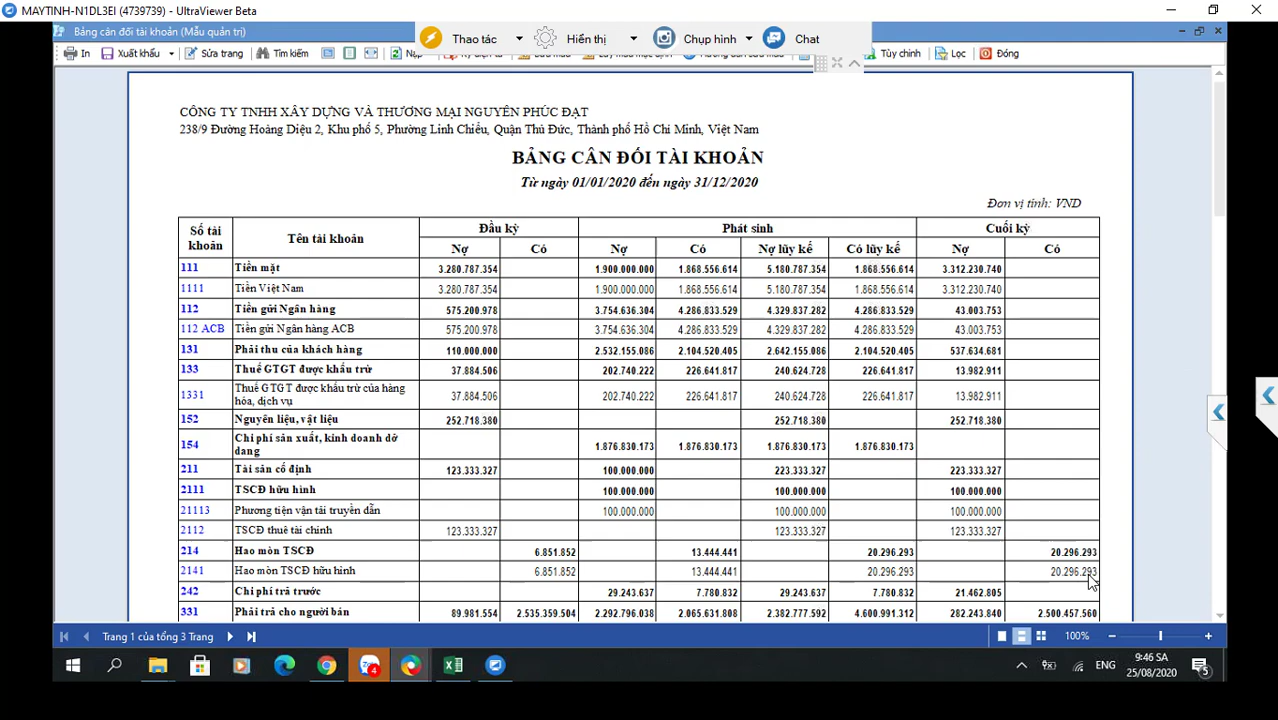 MAYTINH-N1DL3EI (4739739) - UltraViewer Beta
Bảng cân đối tài khoản (Mẫu quản trị)
Thao tác Hiển thị Chụp hình Chat
In Xuất khẩu Sửa trang Tìm kiếm Nạp Tùy chỉnh Lọc Đóng
CÔNG TY TNHH XÂY DỰNG VÀ THƯƠNG MẠI NGUYÊN PHÚC ĐẠT
238/9 Đường Hoàng Diệu 2, Khu phố 5, Phường Linh Chiểu, Quận Thủ Đức, Thành phố Hồ Chí Minh, Việt Nam
BẢNG CÂN ĐỐI TÀI KHOẢN
Từ ngày 01/01/2020 đến ngày 31/12/2020
Đơn vị tính: VND
Số tài khoản Tên tài khoản Đầu kỳ Phát sinh Cuối kỳ
Nợ Có Nợ Có Nợ lũy kế Có lũy kế Nợ Có
111 Tiền mặt 3.280.787.354 1.900.000.000 1.868.556.614 5.180.787.354 1.868.556.614 3.312.230.740
1111 Tiền Việt Nam 3.280.787.354 1.900.000.000 1.868.556.614 5.180.787.354 1.868.556.614 3.312.230.740
112 Tiền gửi Ngân hàng 575.200.978 3.754.636.304 4.286.833.529 4.329.837.282 4.286.833.529 43.003.753
112 ACB Tiền gửi Ngân hàng ACB 575.200.978 3.754.636.304 4.286.833.529 4.329.837.282 4.286.833.529 43.003.753
131 Phải thu của khách hàng 110.000.000 2.532.155.086 2.104.520.405 2.642.155.086 2.104.520.405 537.634.681
133 Thuế GTGT được khấu trừ 37.884.506 202.740.222 226.641.817 240.624.728 226.641.817 13.982.911
1331 Thuế GTGT được khấu trừ của hàng hóa, dịch vụ 37.884.506 202.740.222 226.641.817 240.624.728 226.641.817 13.982.911
152 Nguyên liệu, vật liệu 252.718.380 252.718.380 252.718.380
154 Chi phí sản xuất, kinh doanh dở dang 1.876.830.173 1.876.830.173 1.876.830.173 1.876.830.173
211 Tài sản cố định 123.333.327 100.000.000 223.333.327 223.333.327
2111 TSCĐ hữu hình 100.000.000 100.000.000 100.000.000
21113 Phương tiện vận tải truyền dẫn 100.000.000 100.000.000 100.000.000
2112 TSCĐ thuê tài chính 123.333.327 123.333.327 123.333.327
214 Hao mòn TSCĐ 6.851.852 13.444.441 20.296.293 20.296.293
2141 Hao mòn TSCĐ hữu hình 6.851.852 13.444.441 20.296.293 20.296.293
242 Chi phí trả trước 29.243.637 7.780.832 29.243.637 7.780.832 21.462.805
331 Phải trả cho người bán 89.981.554 2.535.359.504 2.292.796.038 2.065.631.808 2.382.777.592 4.600.991.312 282.243.840 2.500.457.560
Trang 1 của tổng 3 Trang 100%
4 ENG 9:46 SA
25/08/2020 5